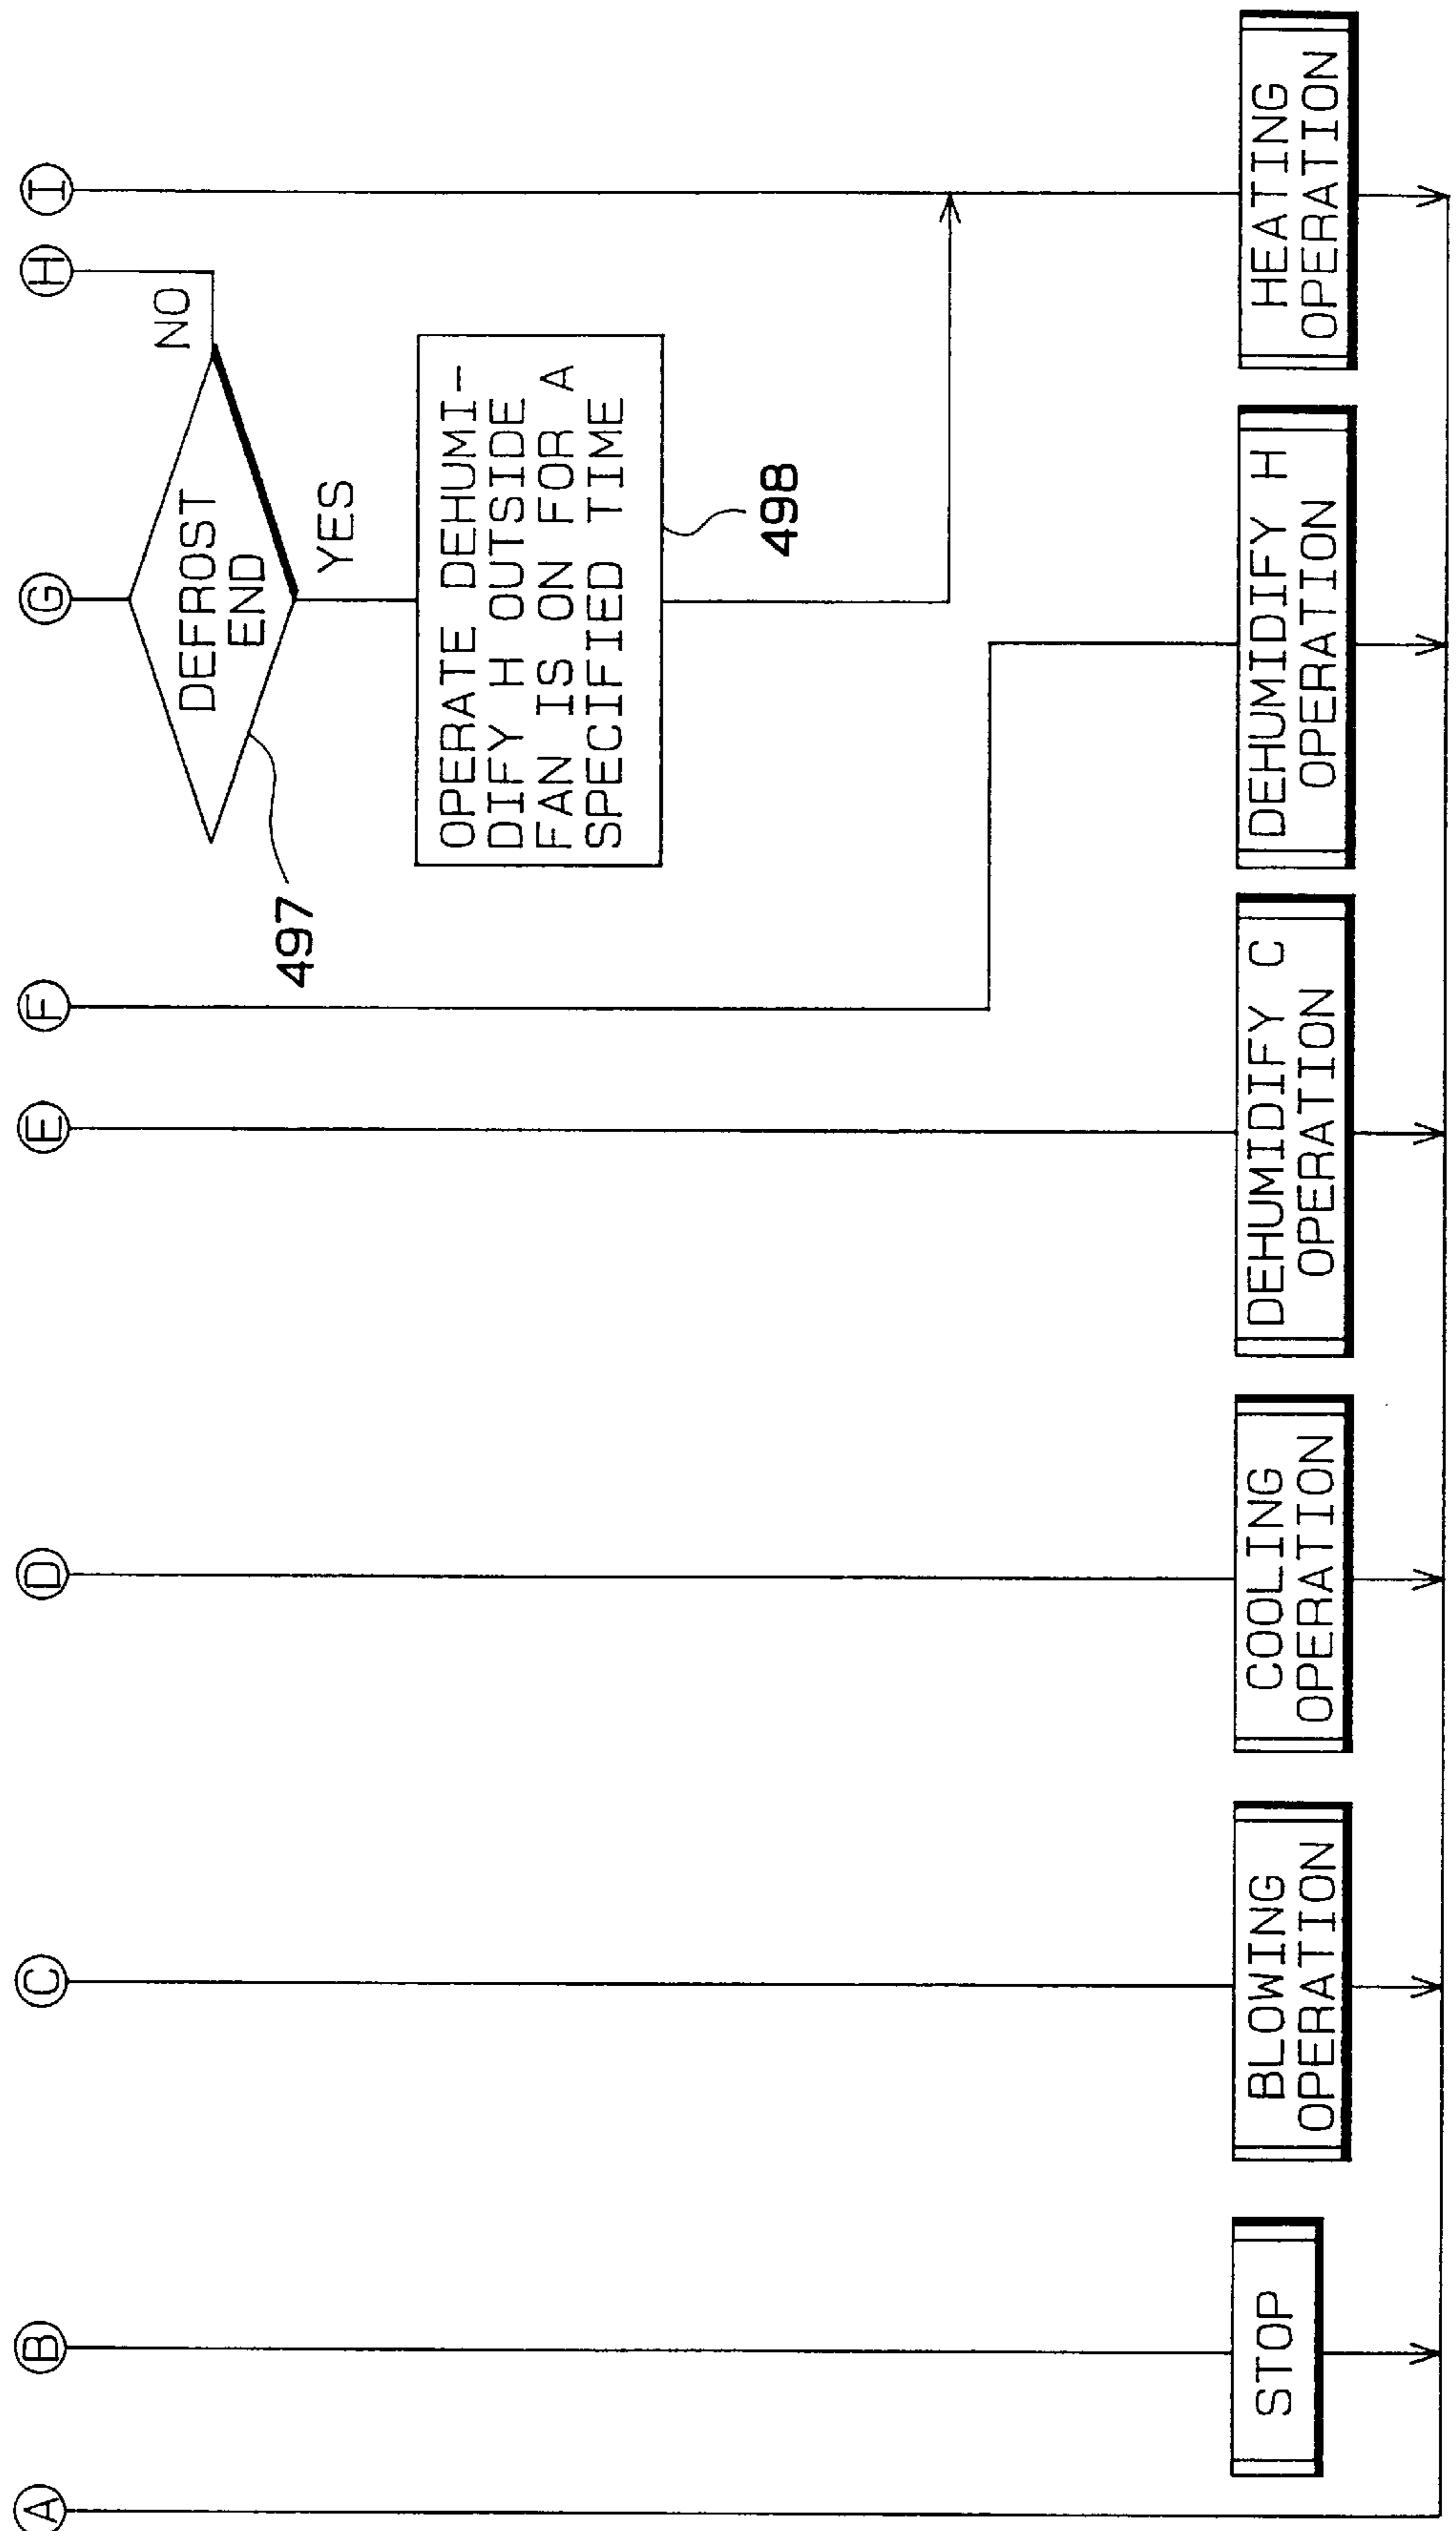 A
B
C
D
E
F
G
H
I
DEFROST
END
NO
YES
497
OPERATE DEHUMI-
DIFY H OUTSIDE
FAN IS ON FOR A
SPECIFIED TIME
498
STOP
BLOWING
OPERATION
COOLING
OPERATION
DEHUMIDIFY C
OPERATION
DEHUMIDIFY H
OPERATION
HEATING
OPERATION